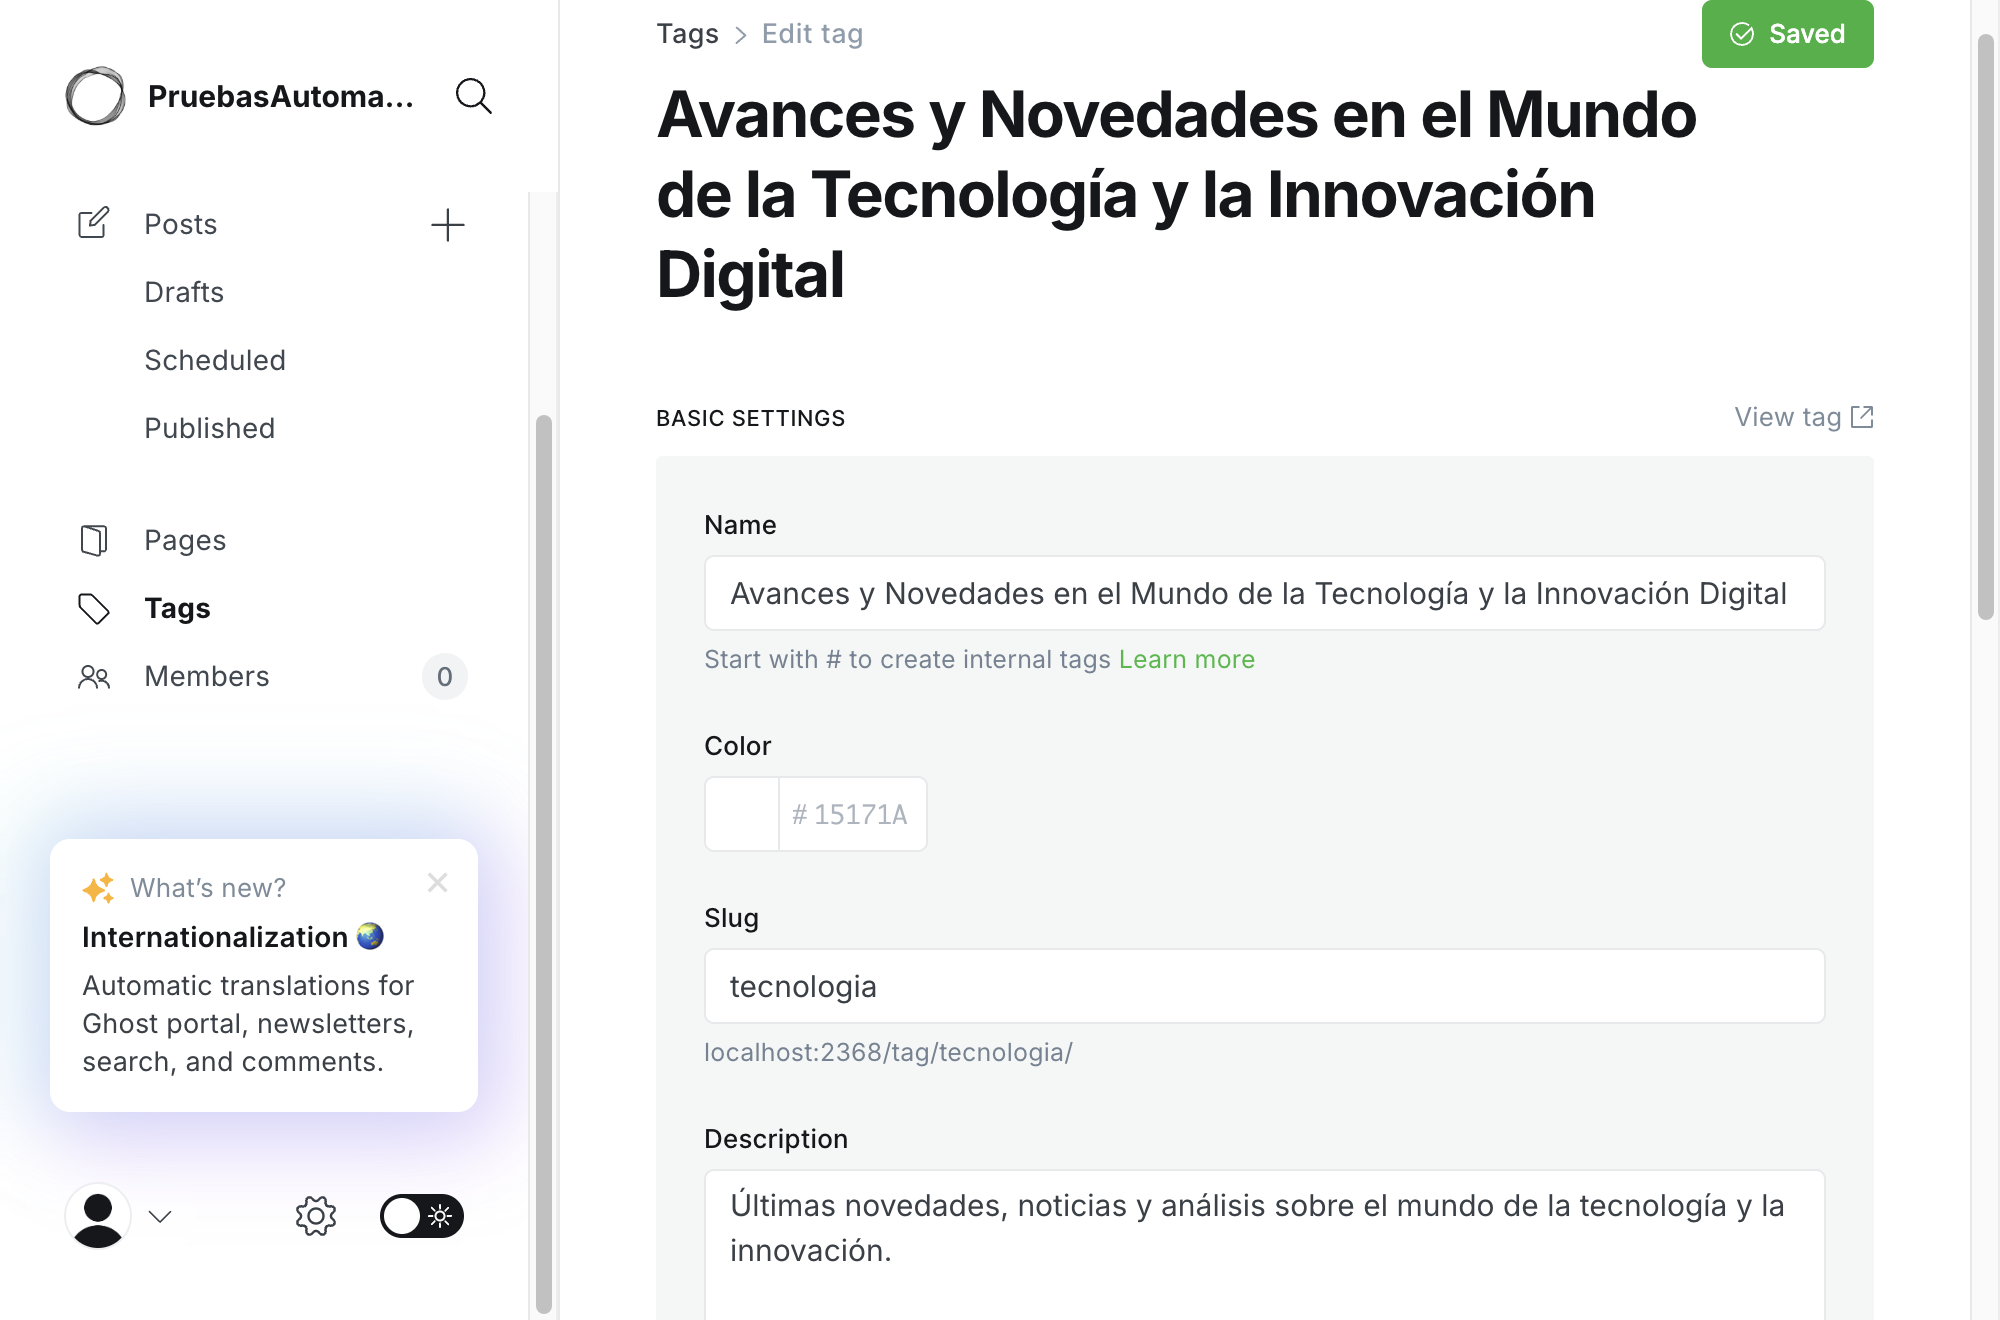 PruebasAutoma...
Posts
Drafts
Scheduled
Published
Pages
Tags
Members
0
What's new?
Internationalization 🌏
Automatic translations for
Ghost portal, newsletters,
search, and comments.
Tags > Edit tag
Saved
Avances y Novedades en el Mundo
de la Tecnología y la Innovación
Digital
BASIC SETTINGS
View tag
Name
Avances y Novedades en el Mundo de la Tecnología y la Innovación Digital
Start with # to create internal tags Learn more
Color
# 15171A
Slug
tecnologia
localhost:2368/tag/tecnologia/
Description
Últimas novedades, noticias y análisis sobre el mundo de la tecnología y la
innovación.